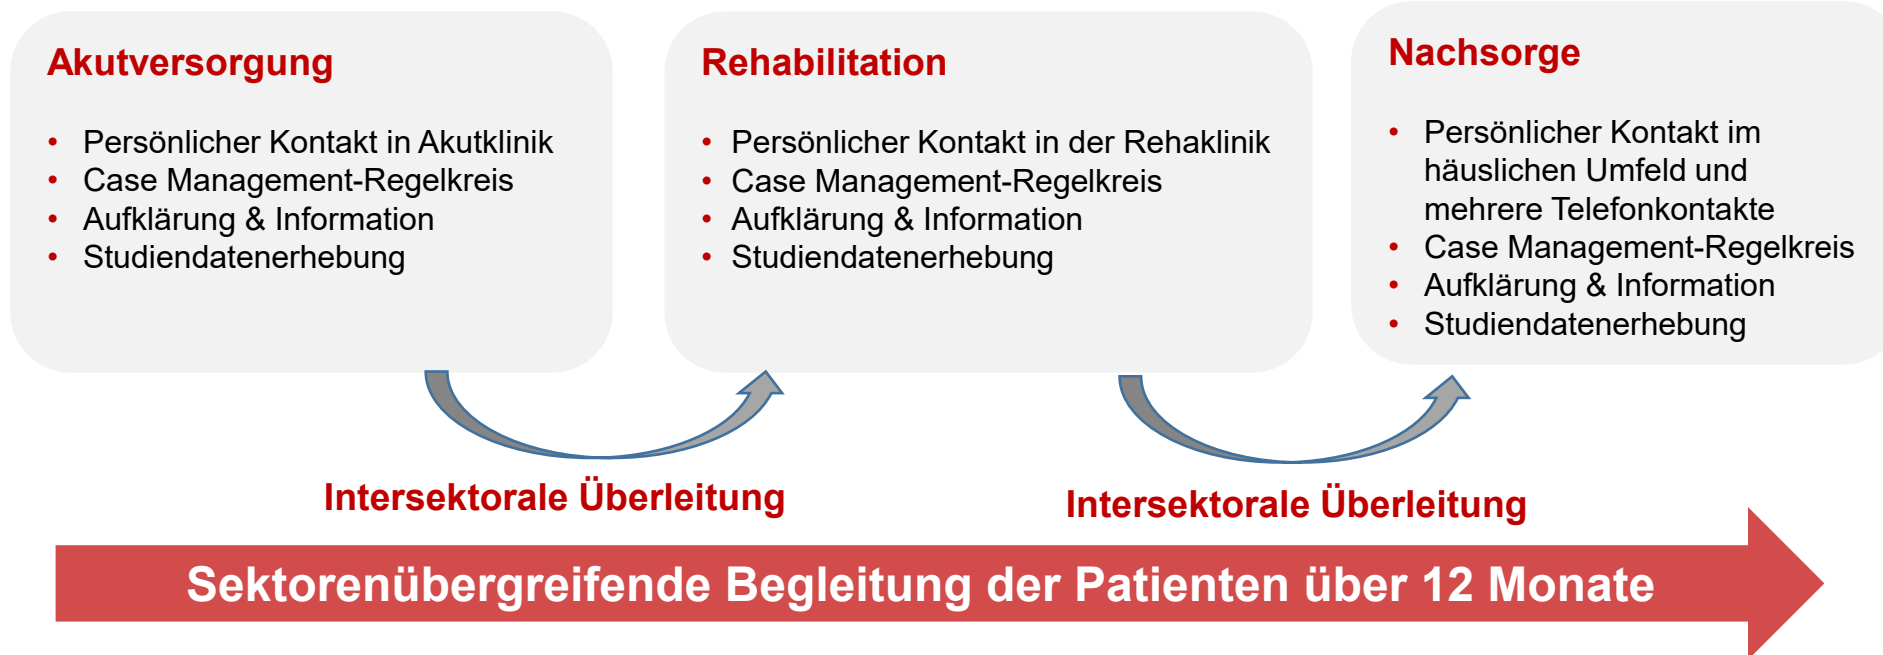 Akutversorgung
• Persönlicher Kontakt in Akutklinik
• Case Management-Regelkreis
• Aufklärung & Information
• Studiendatenerhebung
Rehabilitation
• Persönlicher Kontakt in der Rehaklinik
• Case Management-Regelkreis
• Aufklärung & Information
• Studiendatenerhebung
Nachsorge
• Persönlicher Kontakt im
häuslichen Umfeld und
mehrere Telefonkontakte
• Case Management-Regelkreis
• Aufklärung & Information
• Studiendatenerhebung
Intersektorale Überleitung
Intersektorale Überleitung
Sektorenübergreifende Begleitung der Patienten über 12 Monate